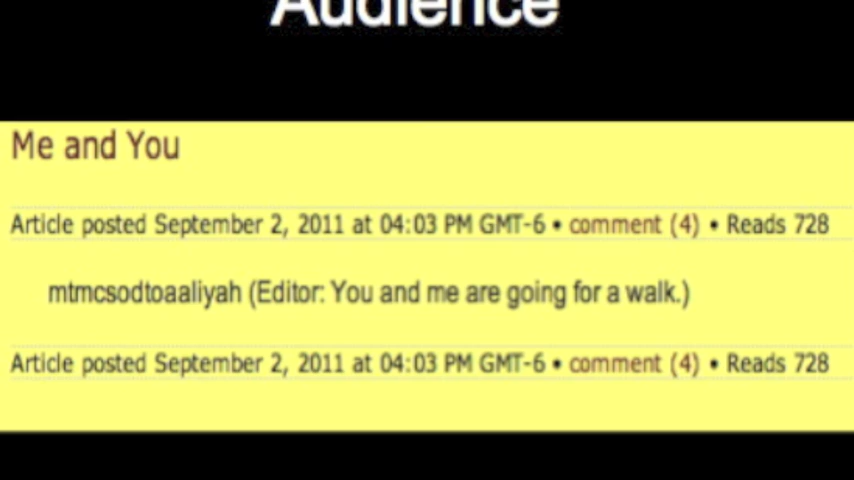 Audience
Me and You
Article posted September 2, 2011 at 04:03 PM GMT-6 • comment (4) • Reads 728
mtmcsodtoaaliyah (Editor: You and me are going for a walk.)
Article posted September 2, 2011 at 04:03 PM GMT-6 • comment (4) • Reads 728